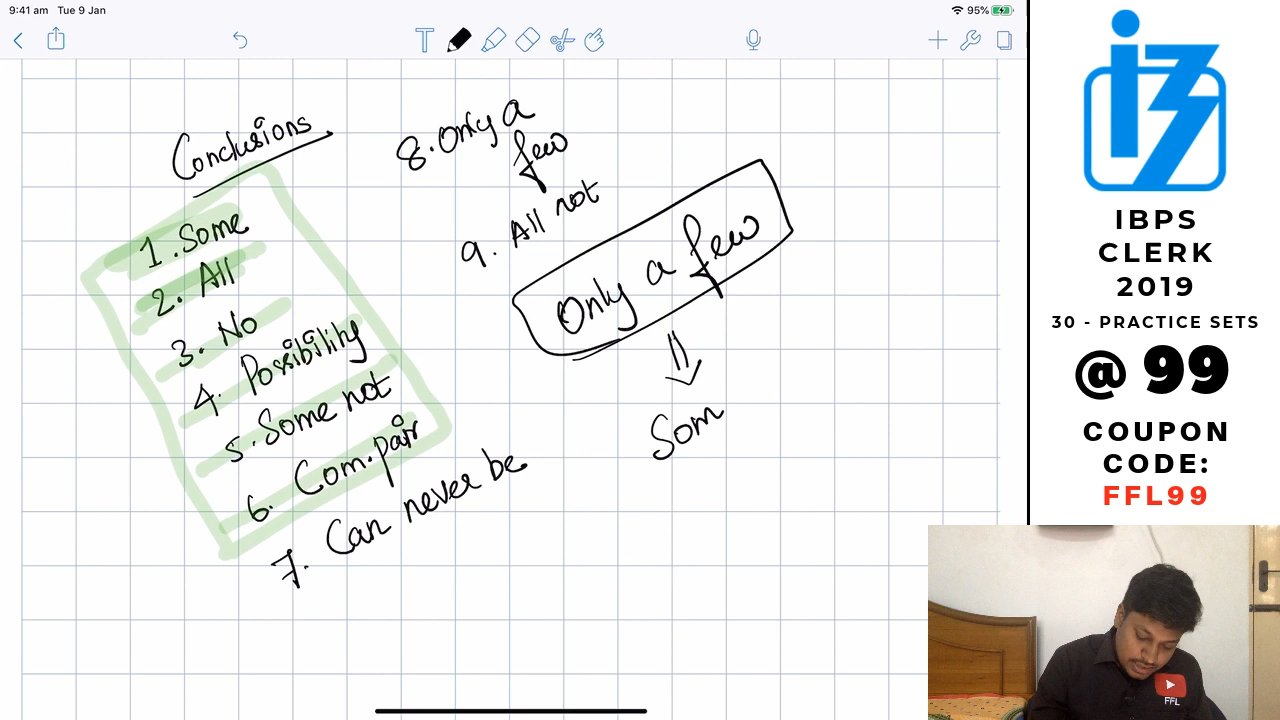 9:41 am Tue 9 Jan
95%
Conclusions
1. Some
2. All
3. No
4. Possibility
5. Some not
6. Com.pair
7. Can never be
8. Only a
few
9. All not
Only a few
Som
IBPS
CLERK
2019
30 - PRACTICE SETS
@ 99
COUPON
CODE:
FFL99
FFL